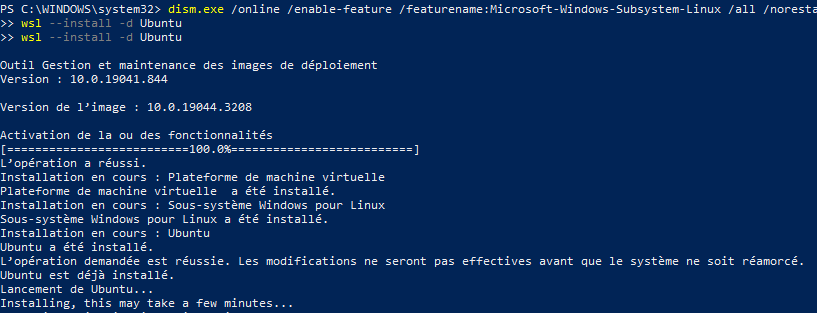 PS C:\WINDOWS\system32> dism.exe /online /enable-feature /featurename:Microsoft-Windows-Subsystem-Linux /all /noresta
>> wsl --install -d Ubuntu
>> wsl --install -d Ubuntu
Outil Gestion et maintenance des images de déploiement
Version : 10.0.19041.844
Version de l’image : 10.0.19044.3208
Activation de la ou des fonctionnalités
[==========================100.0%==========================]
L’opération a réussi.
Installation en cours : Plateforme de machine virtuelle
Plateforme de machine virtuelle  a été installé.
Installation en cours : Sous-système Windows pour Linux
Sous-système Windows pour Linux a été installé.
Installation en cours : Ubuntu
Ubuntu a été installé.
L’opération demandée est réussie. Les modifications ne seront pas effectives avant que le système ne soit réamorcé.
Ubuntu est déjà installé.
Lancement de Ubuntu...
Installing, this may take a few minutes...